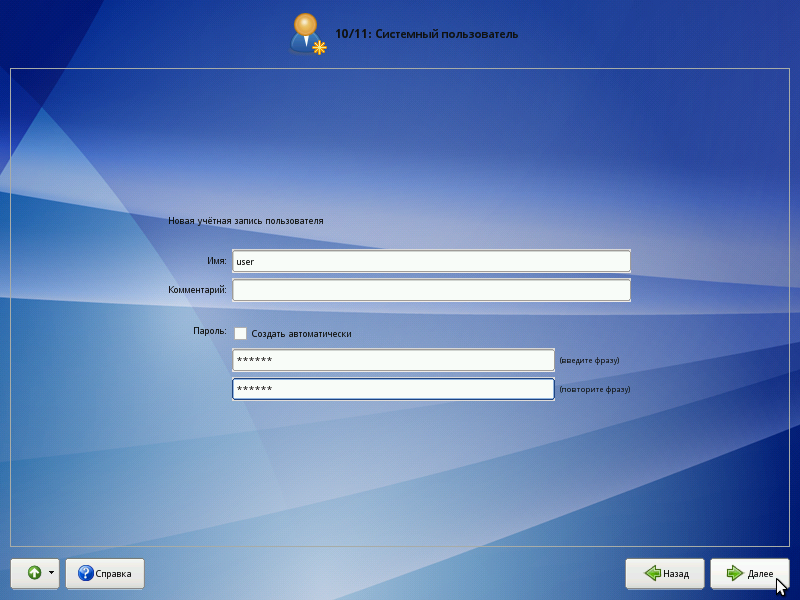 10/11: Системный пользователь
Новая учётная запись пользователя
Имя: user
Комментарий:
Пароль: Создать автоматически
****** (введите фразу)
****** (повторите фразу)
Справка Назад Далее